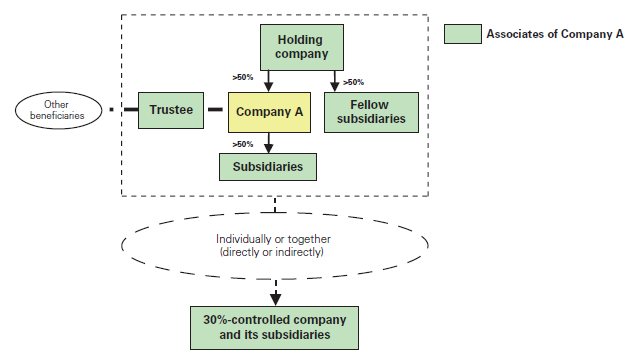 Holding
company
Associates of Company A
>50%
>50%
Other
beneficiaries
Trustee
Company A
Fellow
subsidiaries
>50%
Subsidiaries
Individually or together
(directly or indirectly)
30%-controlled company
and its subsidiaries